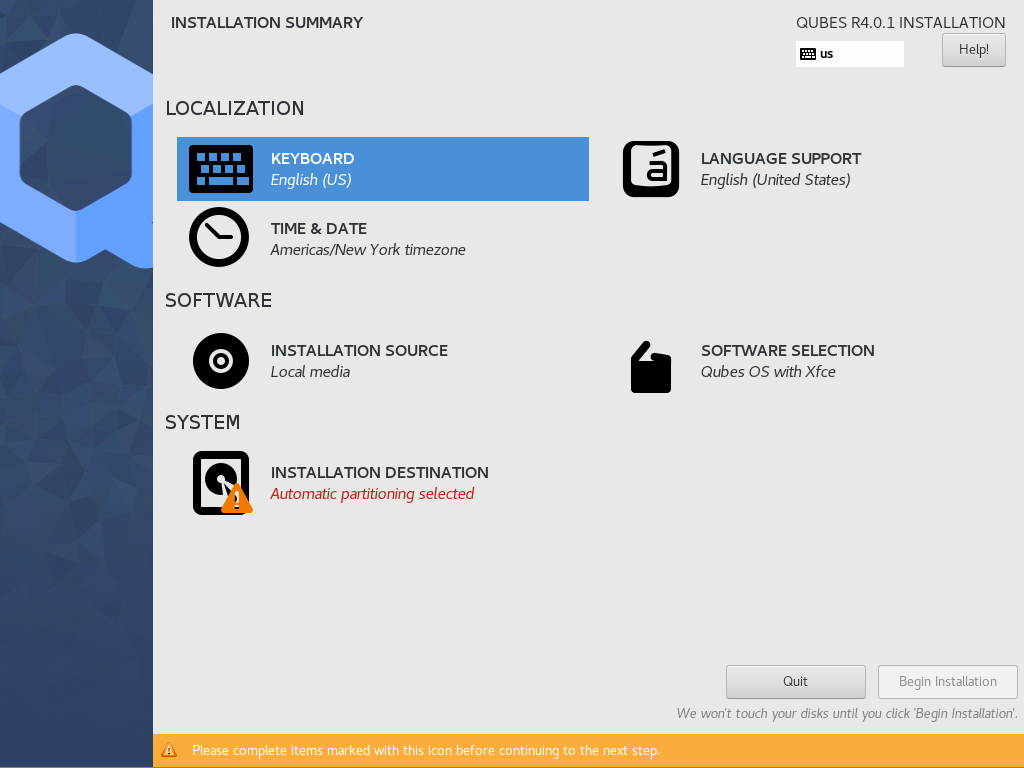 INSTALLATION SUMMARY
QUBES R4.0.1 INSTALLATION
us
Help!
LOCALIZATION
KEYBOARD
English (US)
LANGUAGE SUPPORT
English (United States)
TIME & DATE
Americas/New York timezone
SOFTWARE
INSTALLATION SOURCE
Local media
SOFTWARE SELECTION
Qubes OS with Xfce
SYSTEM
INSTALLATION DESTINATION
Automatic partitioning selected
Quit
Begin Installation
We won't touch your disks until you click 'Begin Installation'.
Please complete items marked with this icon before continuing to the next step.